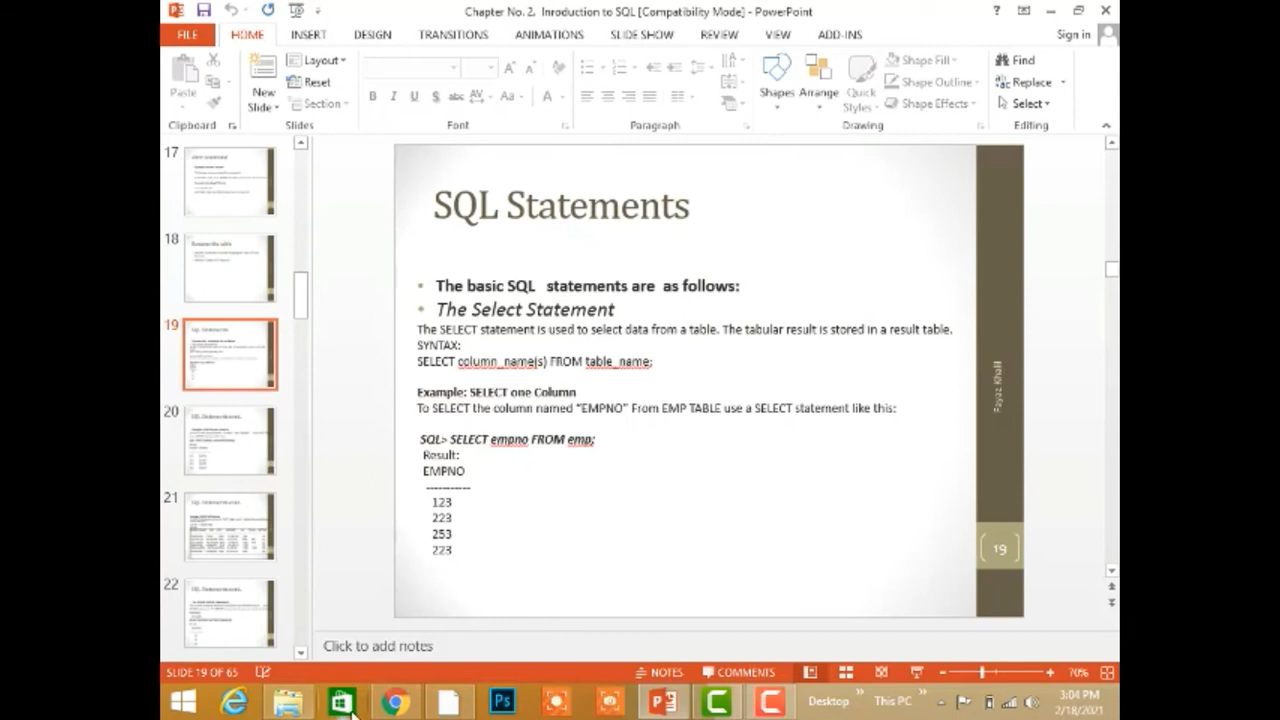 Chapter No. 2. Inroduction to SQL [Compatibility Mode] - PowerPoint
FILE HOME INSERT DESIGN TRANSITIONS ANIMATIONS SLIDE SHOW REVIEW VIEW ADD-INS Sign in
Paste
New Slide
Layout
Reset
Section
Shapes Arrange Quick Styles
Shape Fill
Shape Outline
Shape Effects
Find
Replace
Select
Clipboard Slides Font Paragraph Drawing Editing
17
18
19
20
21
22
SQL Statements
• The basic SQL statements are as follows:
• The Select Statement
The SELECT statement is used to select data from a table. The tabular result is stored in a result table.
SYNTAX:
SELECT column_name(s) FROM table_name;
Example: SELECT one Column
To SELECT the column named “EMPNO” From EMP TABLE use a SELECT statement like this:
SQL> SELECT empno FROM emp;
Result:
EMPNO
-----------
123
223
253
223
Fayaz Khalil
19
Click to add notes
SLIDE 19 OF 65 NOTES COMMENTS 70%
Desktop » This PC » 3:04 PM
2/18/2021